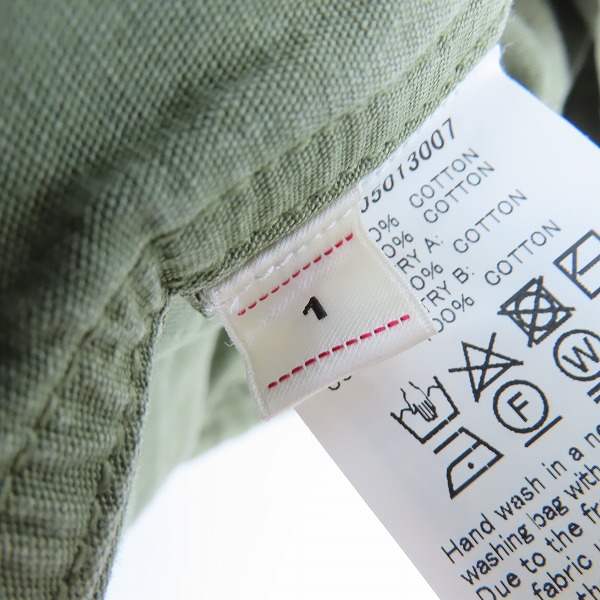 5013007
0% COTTON
0% COTTON
RY A:
0% COTTON
RY B:
100% COTTON
1
F
W
Hand wash in a ne
washing bag with
Due to the fr
fabric